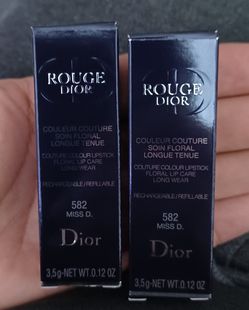 ROUGE
DIOR
COULEUR COUTURE
SOIN FLORAL
LONGUE TENUE
COUTURE COLOUR LIPSTICK
FLORAL LIP CARE
LONG WEAR
RECHARGEABLE/REFILLABLE
582
MISS D.
Dior
3,5g-NET WT.0.12 OZ
ROUGE
DIOR
COULEUR COUTURE
SOIN FLORAL
LONGUE TENUE
COUTURE COLOUR LIPSTICK
FLORAL LIP CARE
LONG WEAR
RECHARGEABLE/REFILLABLE
582
MISS D.
Dior
3,5g-NET WT.0.12 OZ